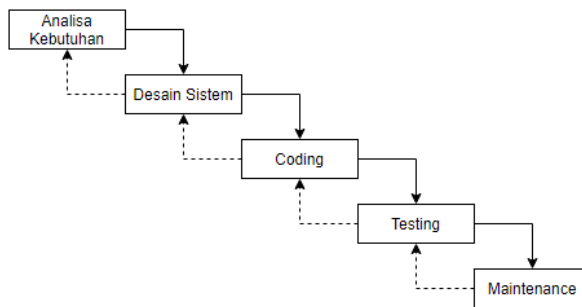 Analisa
Kebutuhan
Desain Sistem
Coding
Testing
Maintenance